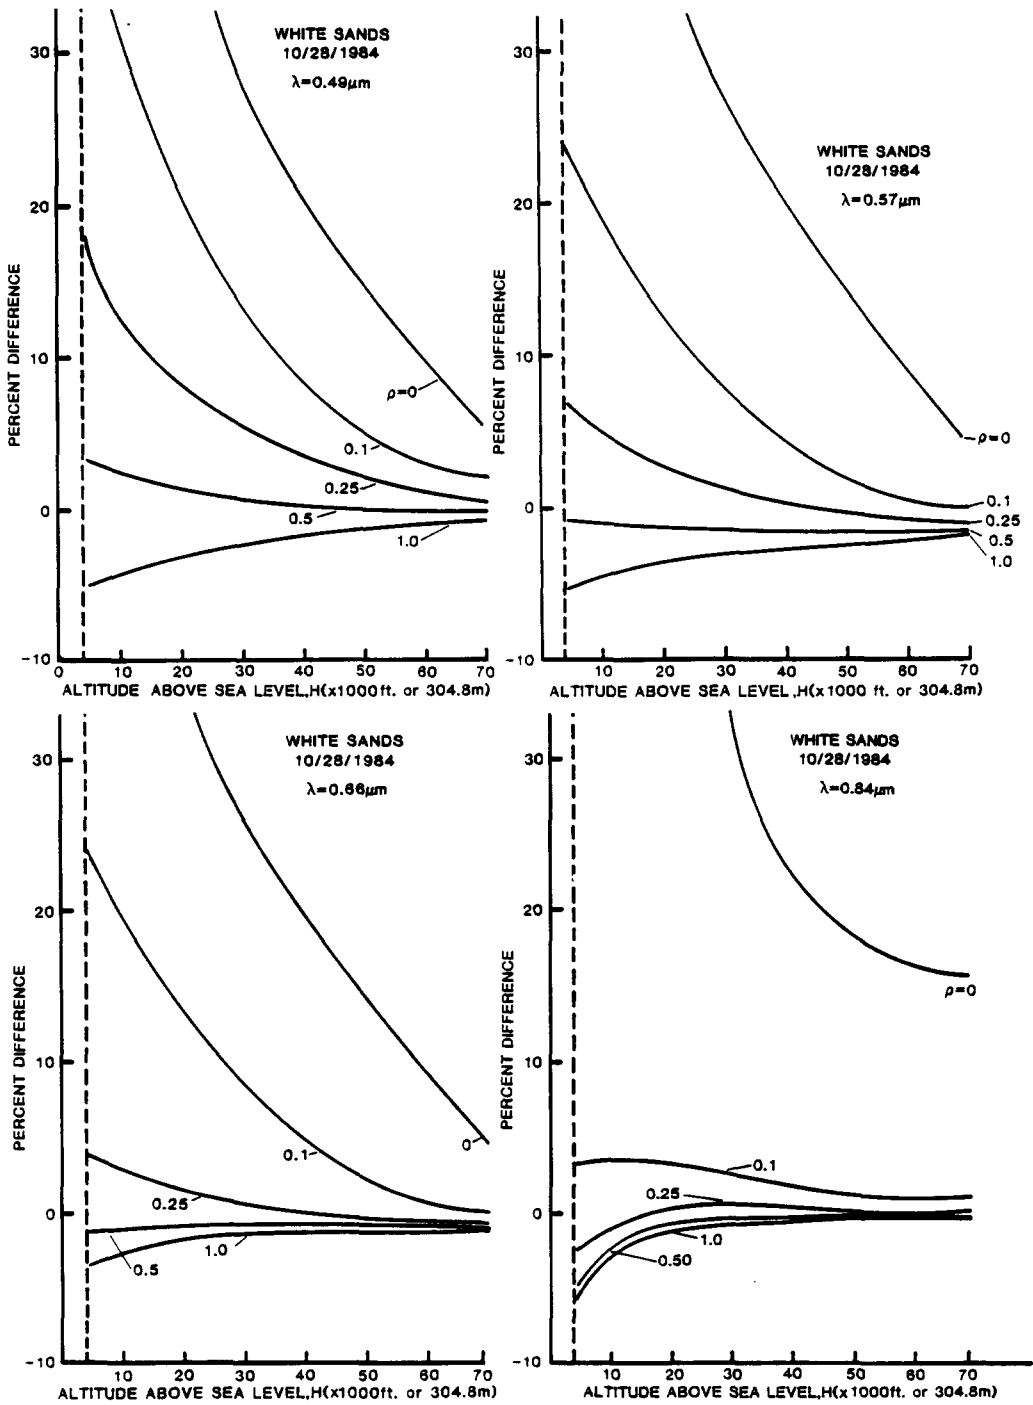 WHITE SANDS
10/28/1984
λ=0.49μm
30
20
10
0
-10
PERCENT DIFFERENCE
ρ=0
0.1
0.25
0.5
1.0
0 10 20 30 40 50 60 70
ALTITUDE ABOVE SEA LEVEL,H(x1000ft. or 304.8m)
WHITE SANDS
10/28/1984
λ=0.57μm
30
20
10
0
-10
PERCENT DIFFERENCE
ρ=0
0.1
0.25
0.5
1.0
10 20 30 40 50 60 70
ALTITUDE ABOVE SEA LEVEL,H(x1000 ft. or 304.8m)
WHITE SANDS
10/28/1984
λ=0.66μm
30
20
10
0
-10
PERCENT DIFFERENCE
0
0.1
0.25
1.0
0.5
10 20 30 40 50 60 70
ALTITUDE ABOVE SEA LEVEL,H(x1000ft. or 304.8m)
WHITE SANDS
10/28/1984
λ=0.84μm
30
20
10
0
-10
PERCENT DIFFERENCE
ρ=0
0.1
0.25
1.0
0.50
10 20 30 40 50 60 70
ALTITUDE ABOVE SEA LEVEL,H(x1000ft. or 304.8m)